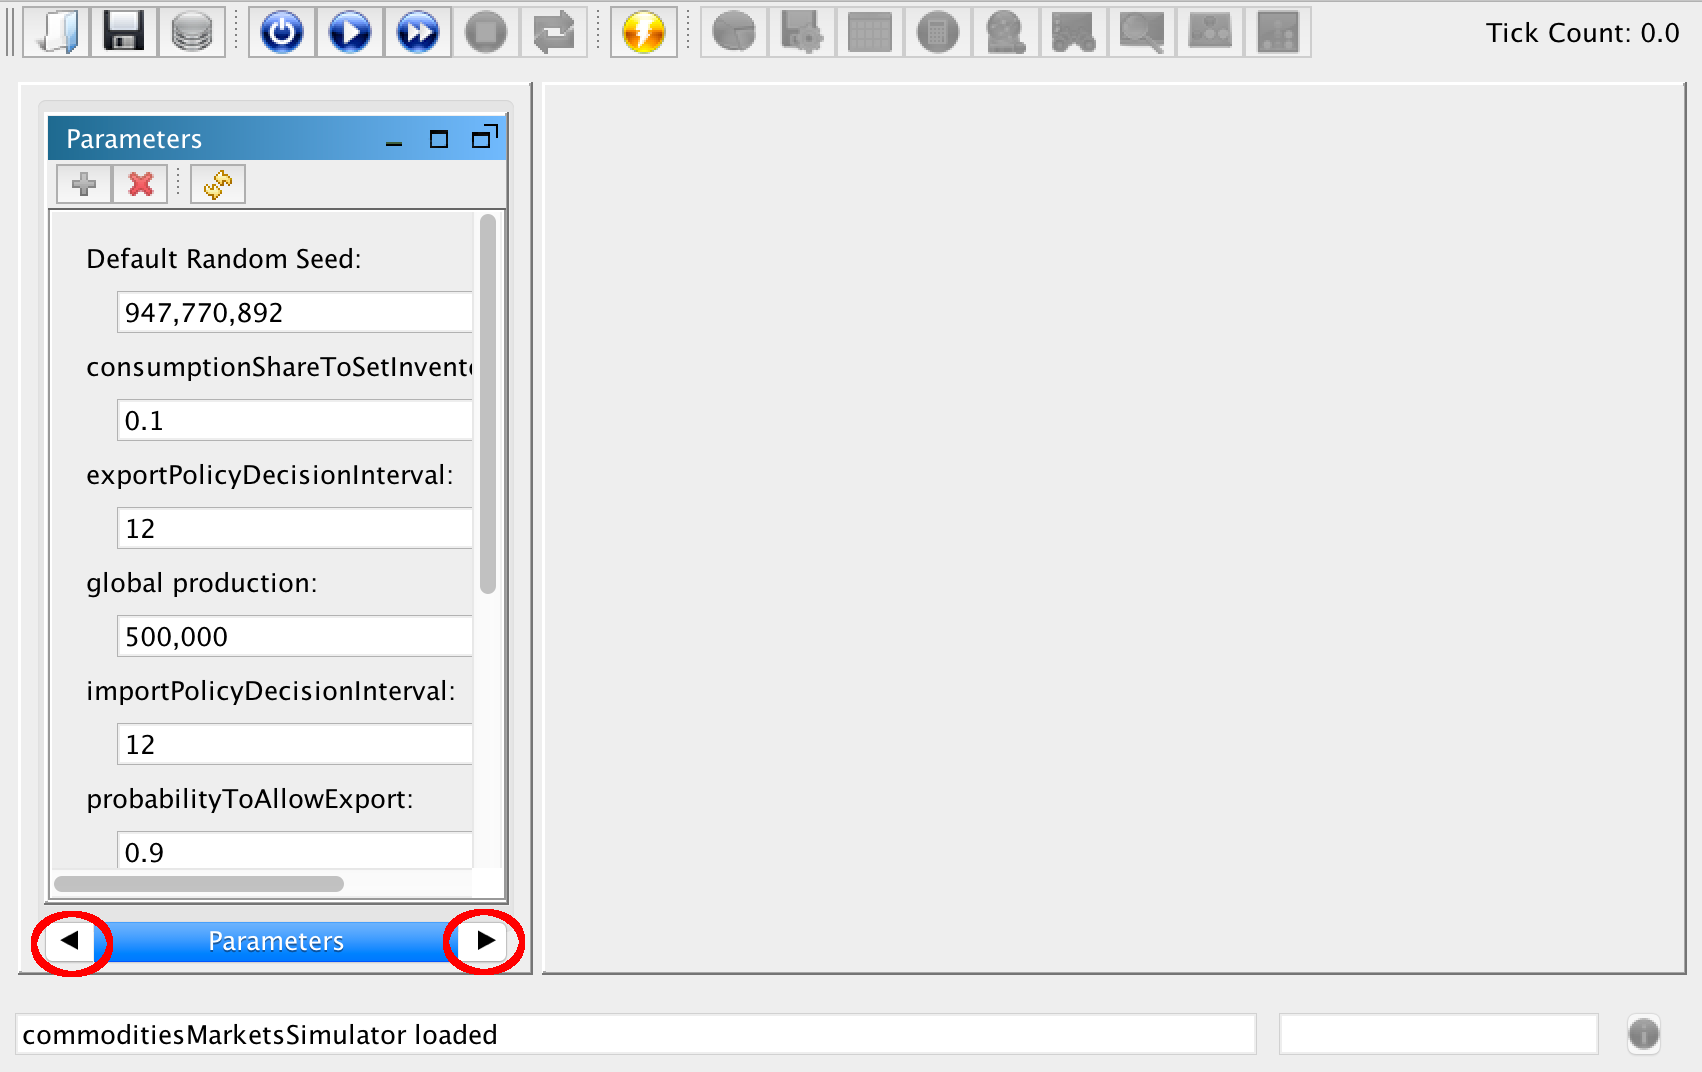 Tick Count: 0.0
Parameters
Default Random Seed:
947,770,892
consumptionShareToSetInvent
0.1
exportPolicyDecisionInterval:
12
global production:
500,000
importPolicyDecisionInterval:
12
probabilityToAllowExport:
0.9
Parameters
commoditiesMarketsSimulator loaded